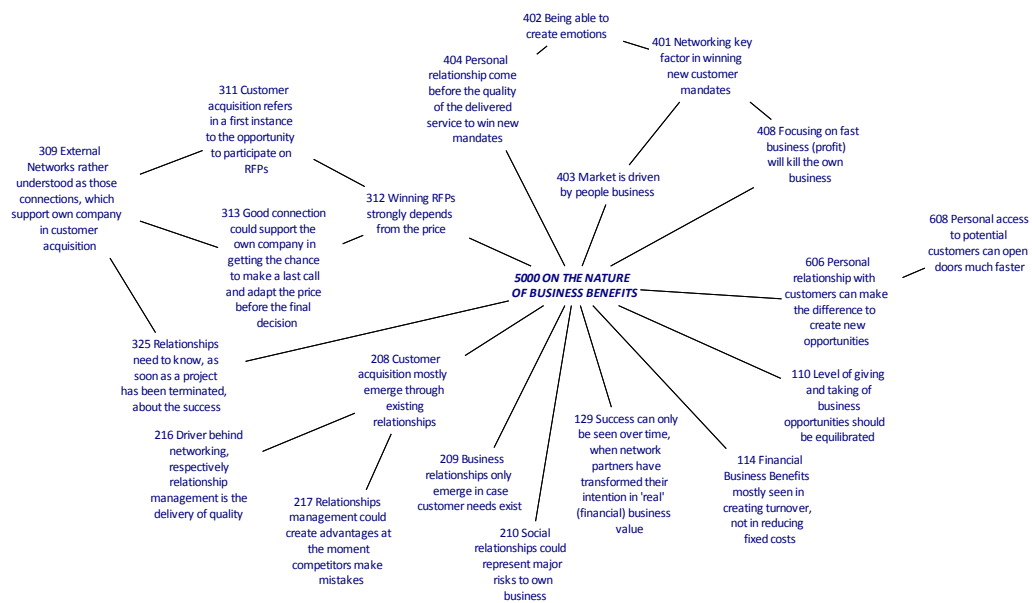 402 Being able to
create emotions
401 Networking key
factor in winning
new customer
mandates
404 Personal
relationship come
before the quality
of the delivered
service to win new
mandates
311 Customer
acquisition refers
in a first instance
to the opportunity
to participate on
RFPs
408 Focusing on fast
business (profit)
will kill the own
business
309 External
Networks rather
understood as those
connections, which
support own company
in customer
acquisition
403 Market is driven
by people business
312 Winning RFPs
strongly depends
from the price
313 Good connection
could support the
own company in
getting the chance
to make a last call
and adapt the price
before the final
decision
608 Personal access
to potential
customers can open
doors much faster
606 Personal
relationship with
customers can make
the difference to
create new
opportunities
5000 ON THE NATURE
OF BUSINESS BENEFITS
325 Relationships
need to know, as
soon as a project
has been terminated,
about the success
208 Customer
acquisition mostly
emerge through
existing
relationships
110 Level of giving
and taking of
business
opportunities should
be equilibrated
216 Driver behind
networking,
respectively
relationship
management is the
delivery of quality
129 Success can only
be seen over time,
when network
partners have
transformed their
intention in 'real'
(financial) business
value
209 Business
relationships only
emerge in case
customer needs exist
114 Financial
Business Benefits
mostly seen in
creating turnover,
not in reducing
fixed costs
217 Relationships
management could
create advantages at
the moment
competitors make
mistakes
210 Social
relationships could
represent major
risks to own
business